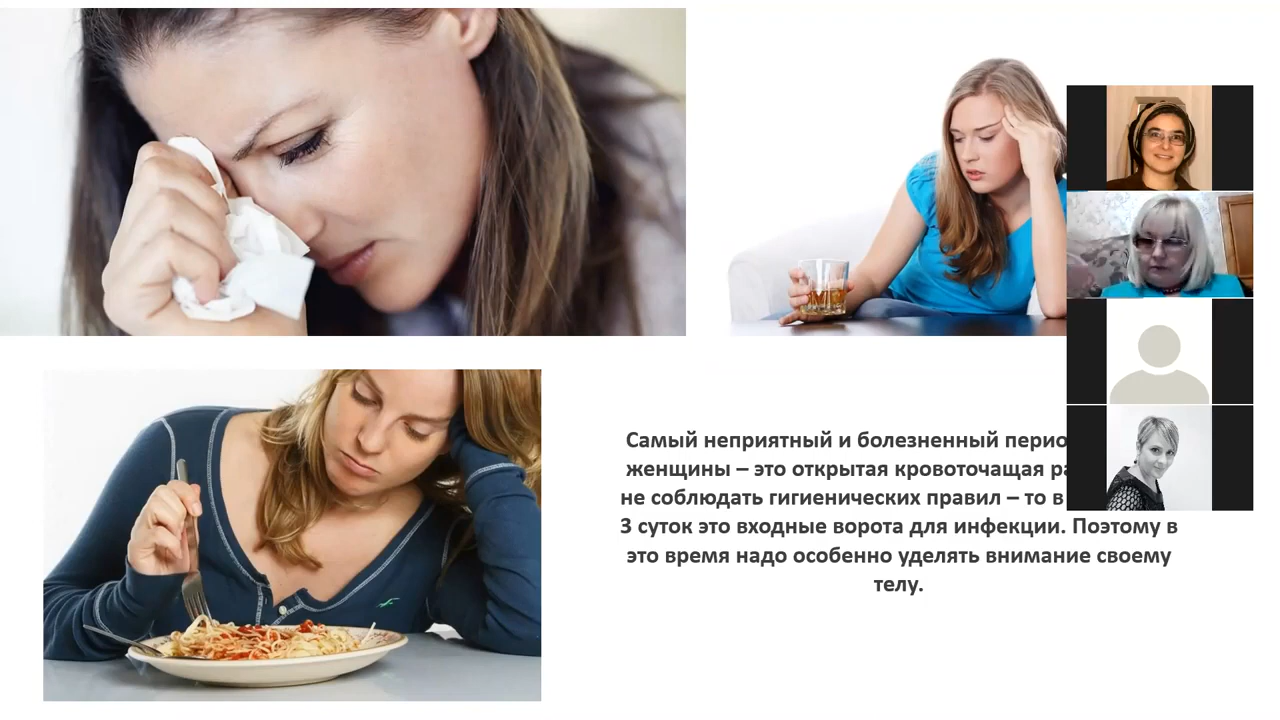 Самый неприятный и болезненный
женщины – это открытая кровоточащая
не соблюдать гигиенических правил – то в
3 суток это входные ворота для инфекции. Поэтому в
это время надо особенно уделять внимание своему
телу.